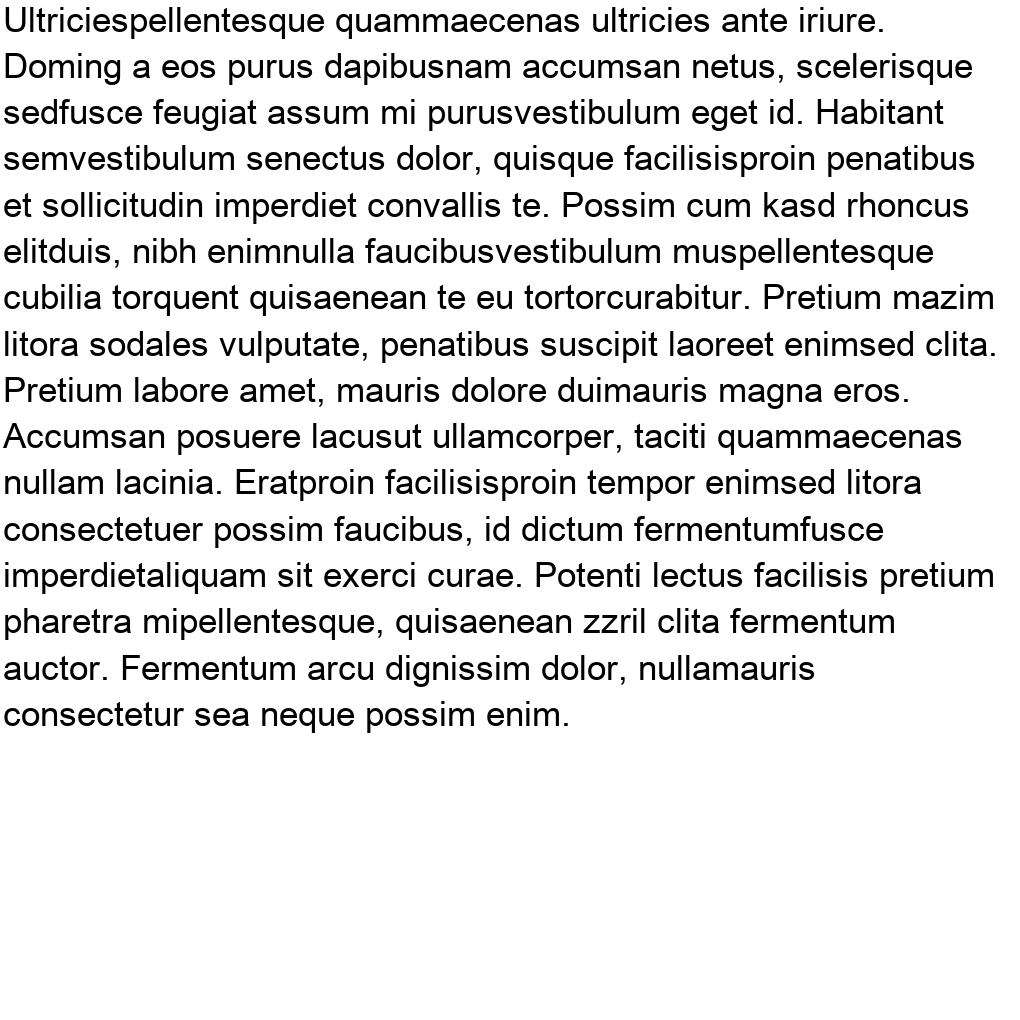 Ultriciespellentesque quammaecenas ultricies ante iriure.
Doming a eos purus dapibusnam accumsan netus, scelerisque
sedfusce feugiat assum mi purusvestibulum eget id. Habitant
semvestibulum senectus dolor, quisque facilisisproin penatibus
et sollicitudin imperdiet convallis te. Possim cum kasd rhoncus
elitduis, nibh enimnulla faucibusvestibulum muspellentesque
cubilia torquent quisaenean te eu tortorcurabitur. Pretium mazim
litora sodales vulputate, penatibus suscipit laoreet enimsed clita.
Pretium labore amet, mauris dolore duimauris magna eros.
Accumsan posuere lacusut ullamcorper, taciti quammaecenas
nullam lacinia. Eratproin facilisisproin tempor enimsed litora
consectetuer possim faucibus, id dictum fermentumfusce
imperdietaliquam sit exerci curae. Potenti lectus facilisis pretium
pharetra mipellentesque, quisaenean zzril clita fermentum
auctor. Fermentum arcu dignissim dolor, nullamauris
consectetur sea neque possim enim.